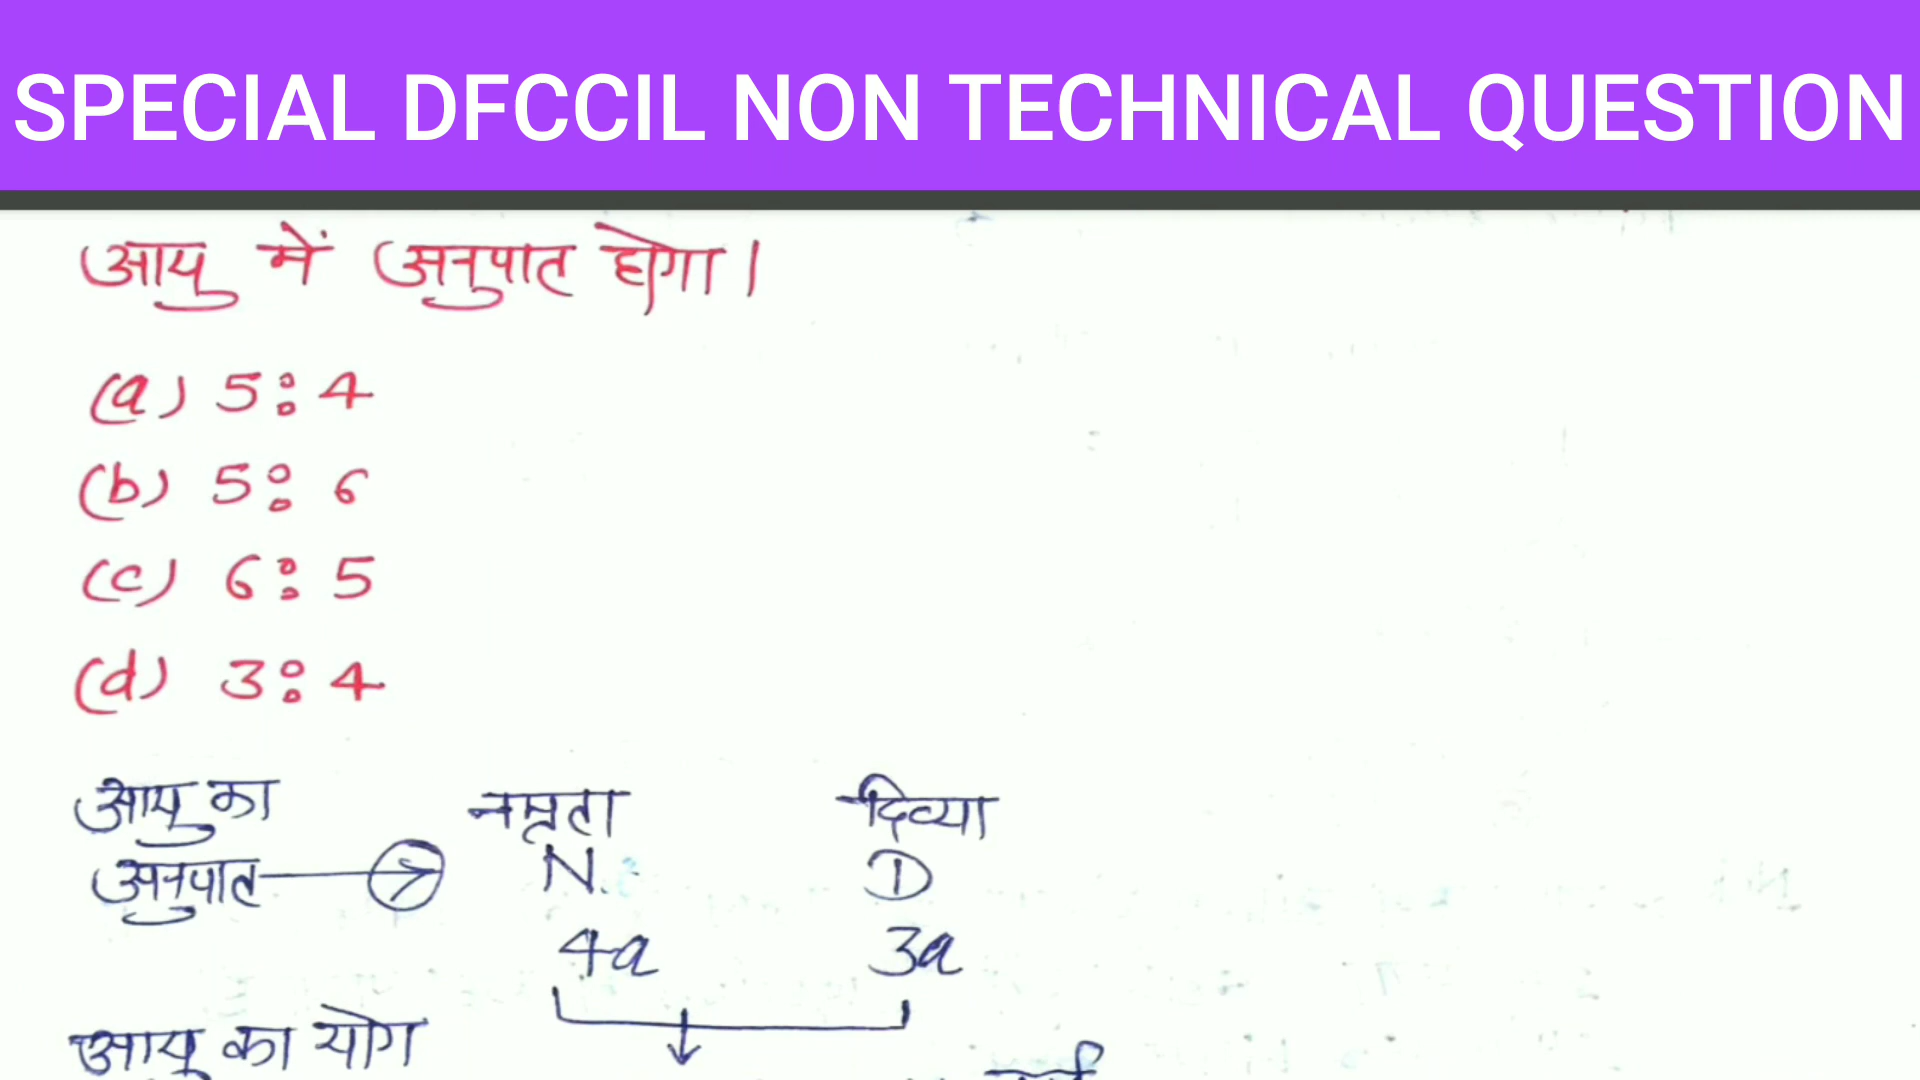 SPECIAL DFCCIL NON TECHNICAL QUESTION
आयु में अनुपात होगा।
(a) 5:4
(b) 5: 6
(c) 6: 5
(d) 3:4
आयु का नम्रता दिव्या
अनुपात → N. D
4a 3a
आयु का योग